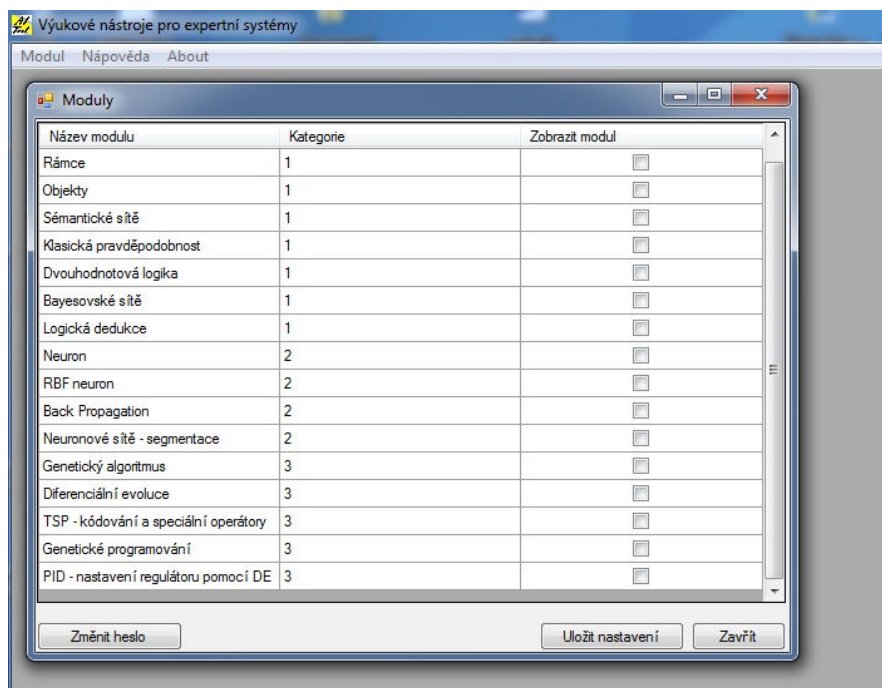 Výukové nástroje pro expertní systémy
Modul Nápověda About
Moduly
Název modulu Kategorie Zobrazit modul
Rámce 1
Objekty 1
Sémantické sítě 1
Klasická pravděpodobnost 1
Dvouhodnotová logika 1
Bayesovské sítě 1
Logická dedukce 1
Neuron 2
RBF neuron 2
Back Propagation 2
Neuronové sítě - segmentace 2
Genetický algoritmus 3
Diferenciální evoluce 3
TSP - kódování a speciální operátory 3
Genetické programování 3
PID - nastavení regulátoru pomocí DE 3
Změnit heslo Uložit nastavení Zavřít